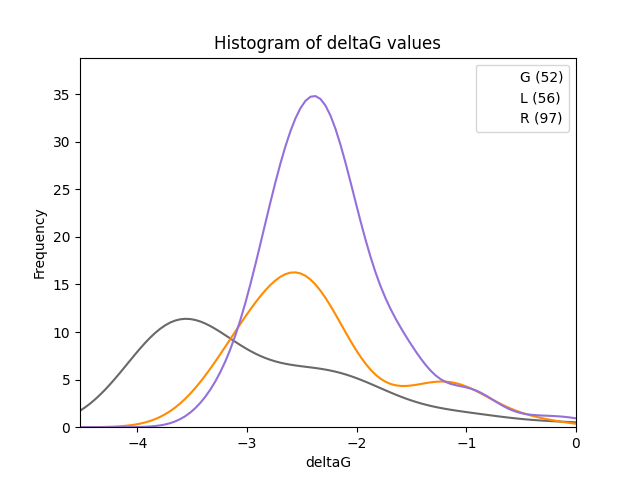 Histogram of deltaG values
G (52)
L (56)
R (97)
Frequency
35
30
25
20
15
10
5
0
−4
−3
−2
−1
0
deltaG